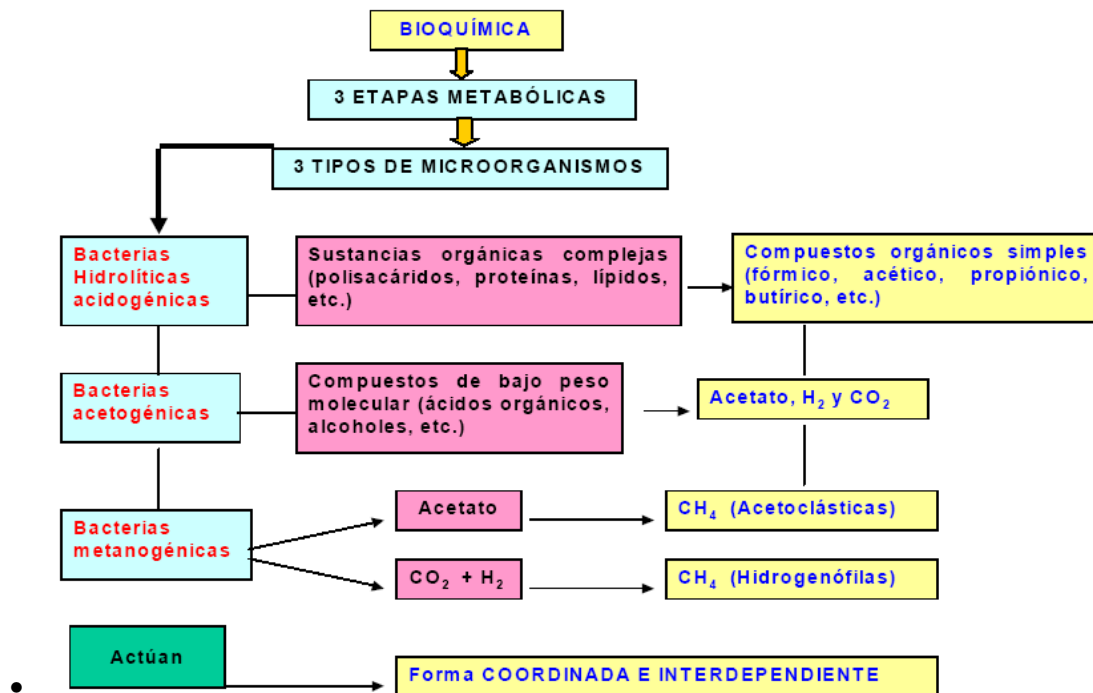 BIOQUÍMICA
3 ETAPAS METABÓLICAS
3 TIPOS DE MICROORGANISMOS
Bacterias
Hidrolíticas
acidogénicas
Sustancias orgánicas complejas
(polisacáridos, proteínas, lípidos,
etc.)
Compuestos orgánicos simples
(fórmico, acético, propiónico,
butírico, etc.)
Bacterias
acetogénicas
Compuestos de bajo peso
molecular (ácidos orgánicos,
alcoholes, etc.)
Acetato, H₂ y CO₂
Bacterias
metanogénicas
Acetato
CH₄ (Acetoclásticas)
CO₂ + H₂
CH₄ (Hidrogenófilas)
Actúan
Forma COORDINADA E INTERDEPENDIENTE